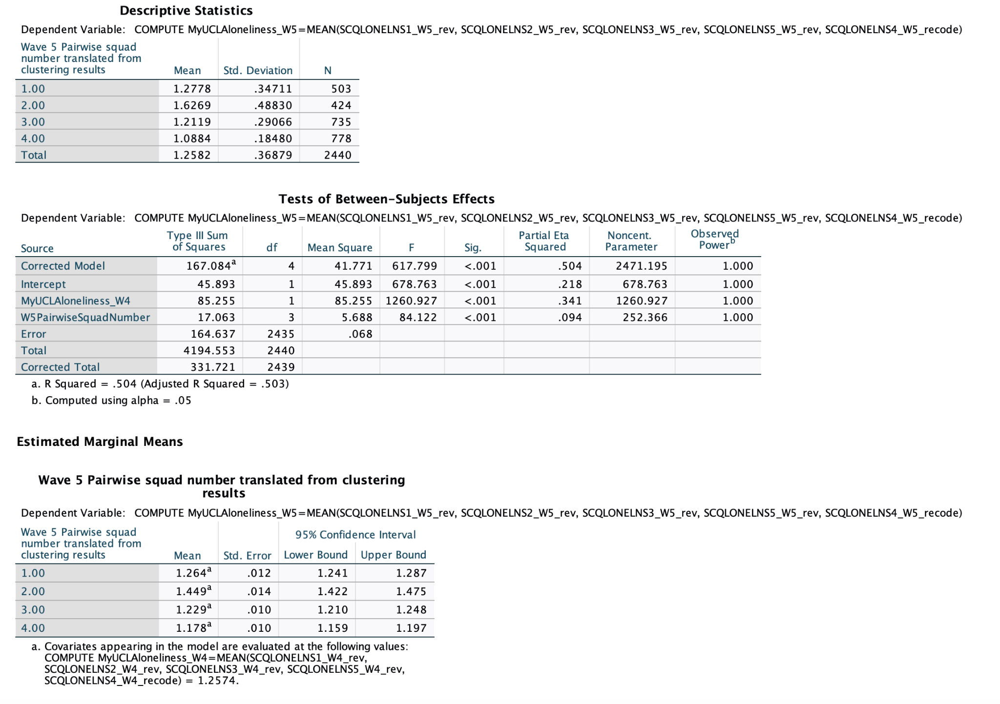 Descriptive Statistics
Dependent Variable: COMPUTE MyUCLAloneliness_W5=MEAN(SCQLONELNS1_W5_rev, SCQLONELNS2_W5_rev, SCQLONELNS3_W5_rev, SCQLONELNS5_W5_rev, SCQLONELNS4_W5_recode)
Wave 5 Pairwise squad
number translated from
clustering results Mean Std. Deviation N
1.00 1.2778 .34711 503
2.00 1.6269 .48830 424
3.00 1.2119 .29066 735
4.00 1.0884 .18480 778
Total 1.2582 .36879 2440
Tests of Between-Subjects Effects
Dependent Variable: COMPUTE MyUCLAloneliness_W5=MEAN(SCQLONELNS1_W5_rev, SCQLONELNS2_W5_rev, SCQLONELNS3_W5_rev, SCQLONELNS5_W5_rev, SCQLONELNS4_W5_recode)
Type III Sum Partial Eta Noncent. Observed
Source of Squares df Mean Square F Sig. Squared Parameter Power b
Corrected Model 167.084 a 4 41.771 617.799 <.001 .504 2471.195 1.000
Intercept 45.893 1 45.893 678.763 <.001 .218 678.763 1.000
MyUCLAloneliness_W4 85.255 1 85.255 1260.927 <.001 .341 1260.927 1.000
W5PairwiseSquadNumber 17.063 3 5.688 84.122 <.001 .094 252.366 1.000
Error 164.637 2435 .068
Total 4194.553 2440
Corrected Total 331.721 2439
a. R Squared = .504 (Adjusted R Squared = .503)
b. Computed using alpha = .05
Estimated Marginal Means
Wave 5 Pairwise squad number translated from clustering
results
Dependent Variable: COMPUTE MyUCLAloneliness_W5=MEAN(SCQLONELNS1_W5_rev, SCQLONELNS2_W5_rev, SCQLONELNS3_W5_rev, SCQLONELNS5_W5_rev, SCQLONELNS4_W5_recode)
Wave 5 Pairwise squad 95% Confidence Interval
number translated from
clustering results Mean Std. Error Lower Bound Upper Bound
1.00 1.264 a .012 1.241 1.287
2.00 1.449 a .014 1.422 1.475
3.00 1.229 a .010 1.210 1.248
4.00 1.178 a .010 1.159 1.197
a. Covariates appearing in the model are evaluated at the following values:
COMPUTE MyUCLAloneliness_W4=MEAN(SCQLONELNS1_W4_rev,
SCQLONELNS2_W4_rev, SCQLONELNS3_W4_rev, SCQLONELNS5_W4_rev,
SCQLONELNS4_W4_recode) = 1.2574.